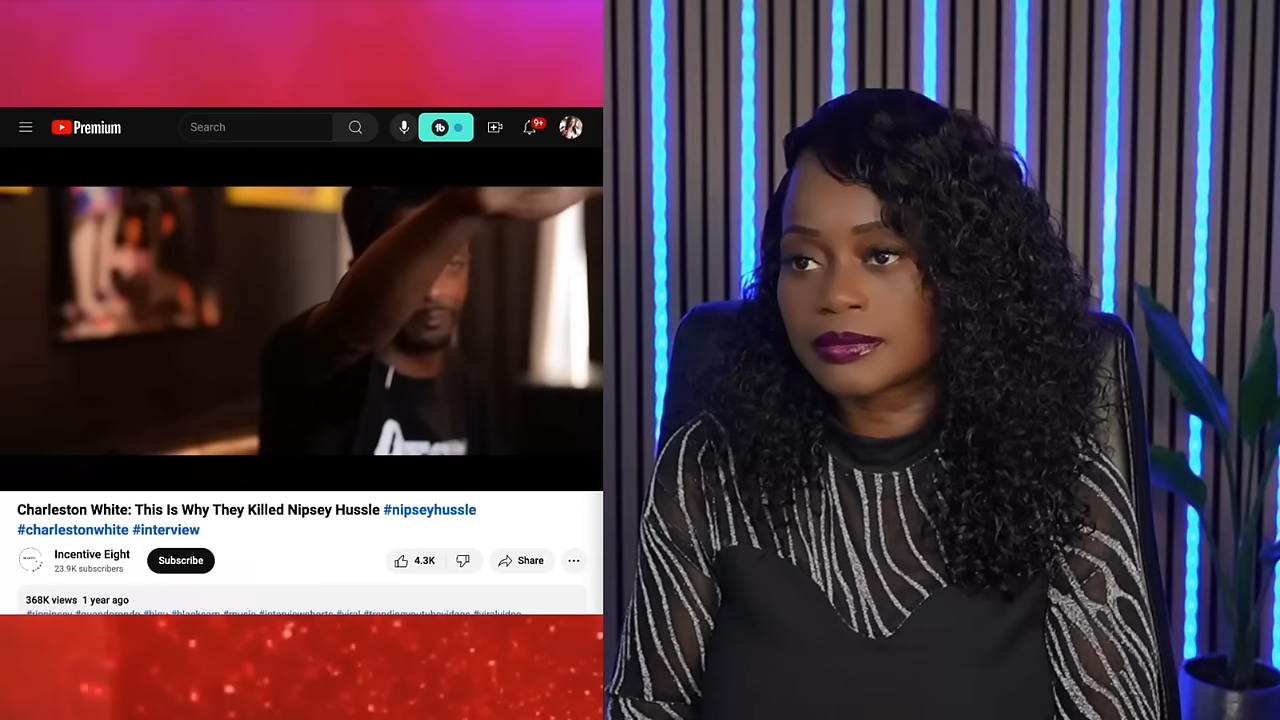 Premium
Search
9+
Charleston White: This Is Why They Killed Nipsey Hussle #nipseyhussle
#charlestonwhite #interview
Incentive Eight
23.9K subscribers
Subscribe
4.3K
Share
368K views 1 year ago